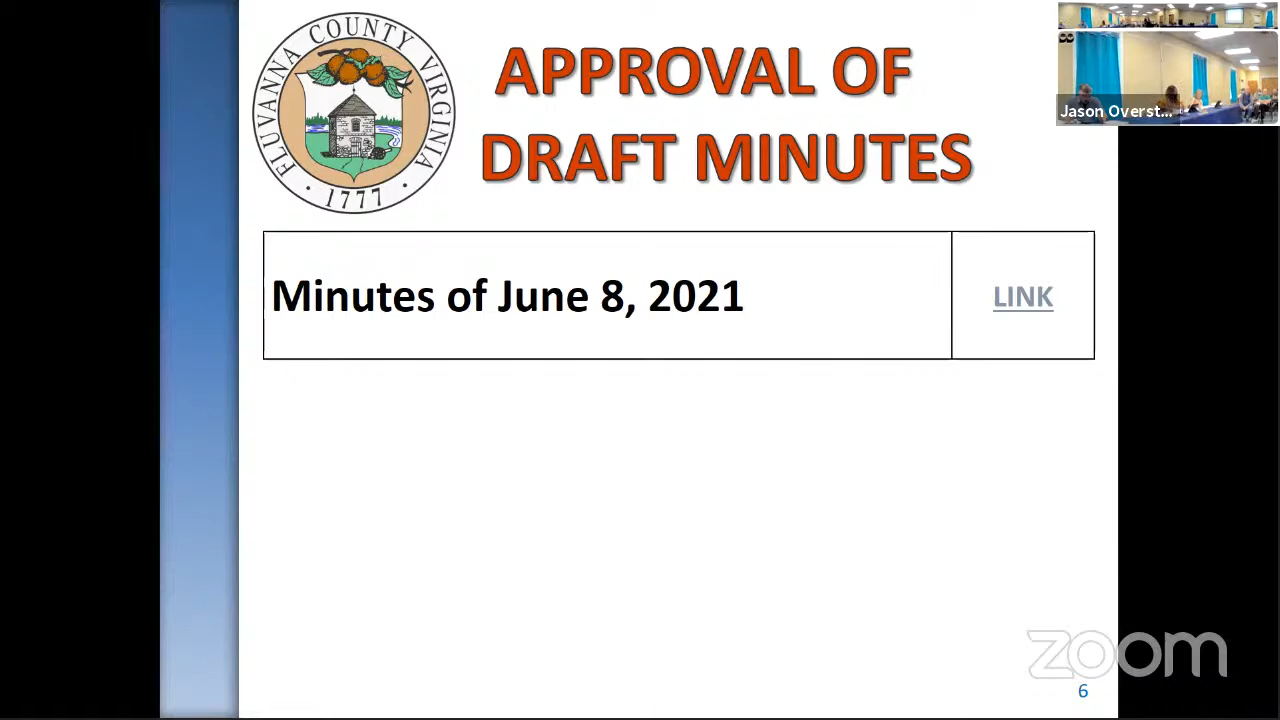 FLUVANNA COUNTY VIRGINIA
· 1777 ·
APPROVAL OF
DRAFT MINUTES
Jason Overst...
Minutes of June 8, 2021
LINK
zoom
6